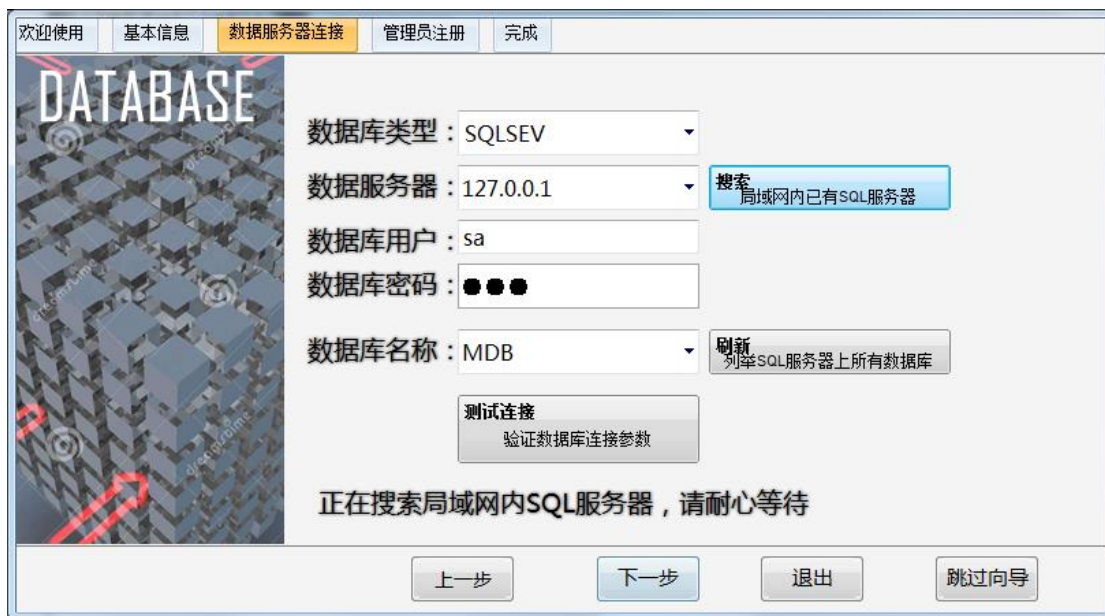 欢迎使用 基本信息 数据服务器连接 管理员注册 完成
DATABASE
数据库类型：SQLSEV
数据服务器：127.0.0.1 搜索
局域网内已有SQL服务器
数据库用户：sa
数据库密码：●●●
数据库名称：MDB 刷新
列举SQL服务器上所有数据库
测试连接
验证数据库连接参数
正在搜索局域网内SQL服务器，请耐心等待
上一步 下一步 退出 跳过向导